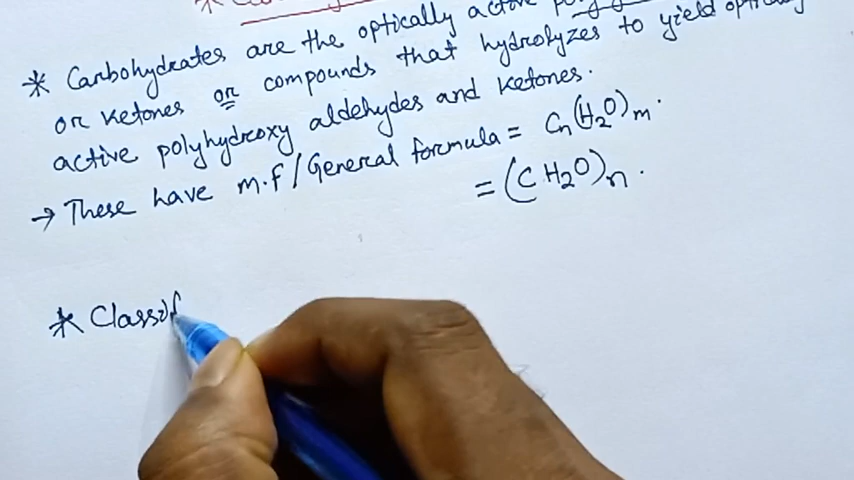 * Carbohydrates are the optically active
or ketones or compounds that hydrolyzes to yield optically
active polyhydroxy aldehydes and ketones.
→ These have m.f/General formula = Cn(H2O)m.
= (CH2O)n.
* Classif